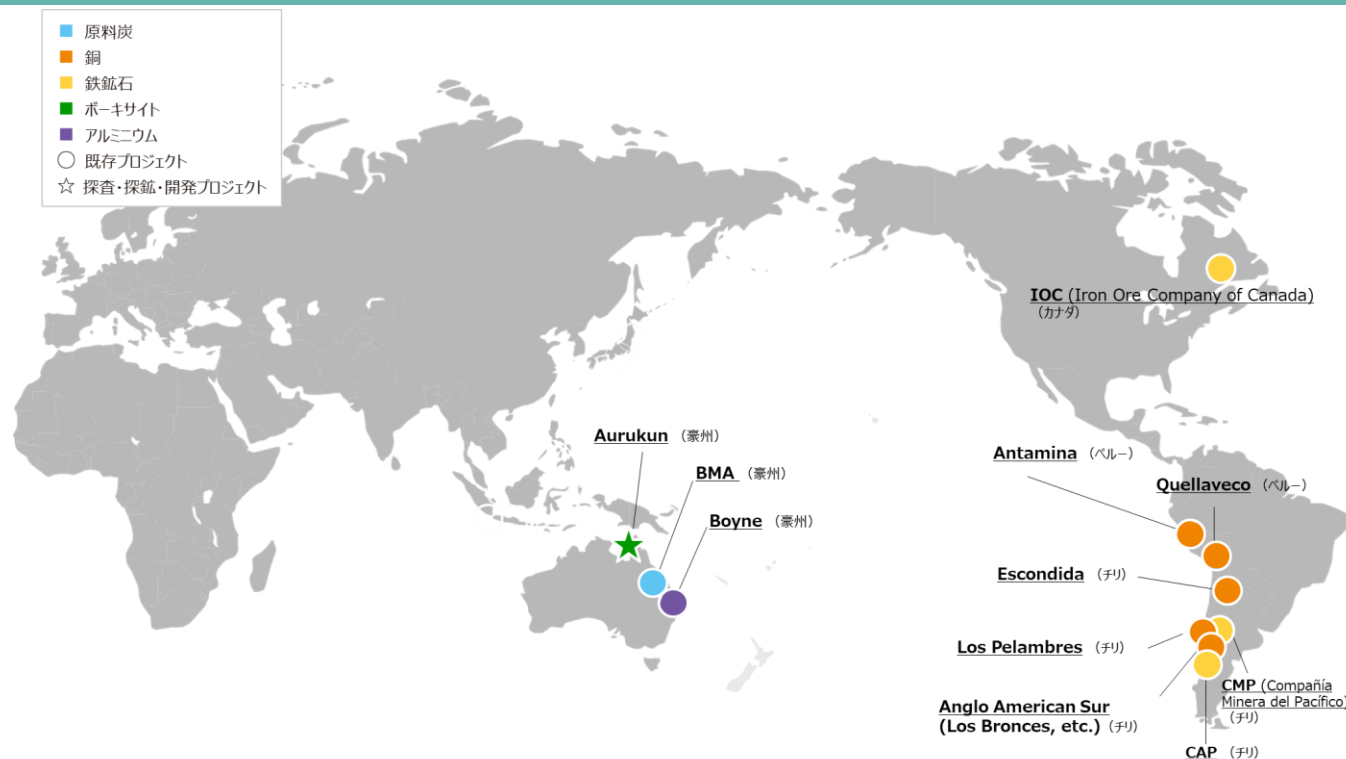 原料炭
銅
鉄鉱石
ボーキサイト
アルミニウム
既存プロジェクト
探査・探鉱・開発プロジェクト
IOC (Iron Ore Company of Canada)
（カナダ）
Aurukun （豪州）
BMA （豪州）
Boyne （豪州）
Antamina （ペルー）
Quellaveco （ペルー）
Escondida （チリ）
Los Pelambres （チリ）
CMP (Compañía
Minera del Pacífico)
（チリ）
Anglo American Sur
(Los Bronces, etc.) （チリ）
CAP （チリ）